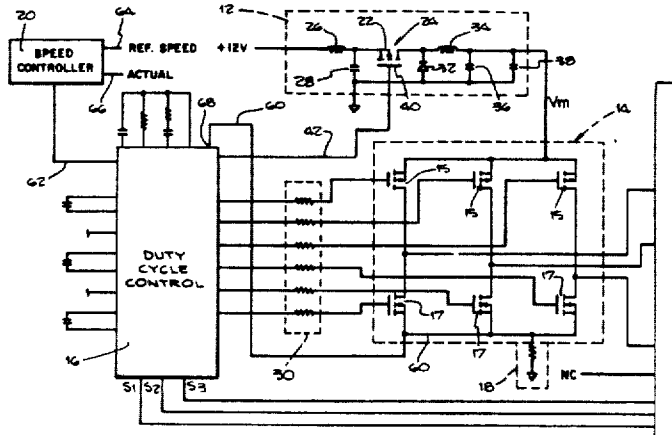 20
SPEED
CONTROLLER
64
REF. SPEED
ACTUAL
66
12
+12V
26
22
24
34
28
32
36
38
40
68
60
42
Vm
14
62
15
15
15
DUTY
CYCLE
CONTROL
16
17
17
17
30
60
18
NC
S1
S2
S3